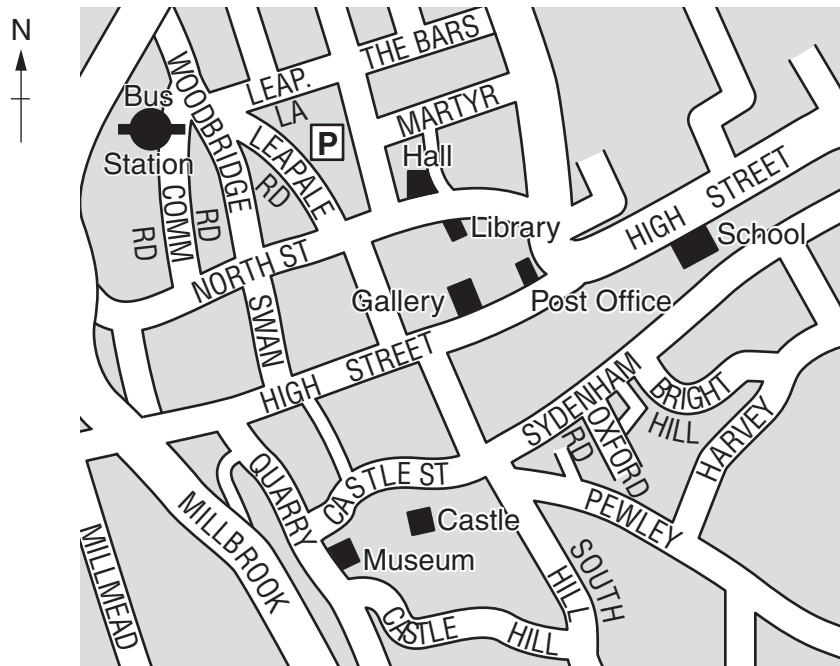 N
THE BARS
LEAP.
LA
WOODBRIDGE
RD
Bus
Station
P
MARTYR
LEAPALE
RD
Hall
COMM
RD
HIGH STREET
Library
School
NORTH ST
SWAN
Gallery
Post Office
HIGH STREET
SYDENHAM
RD
BRIGHT
HILL
OXFORD
RD
HARVEY
QUARRY
CASTLE ST
PEWLEY
MILLBROOK
Castle
MILLMEAD
Museum
SOUTH
HILL
CASTLE HILL